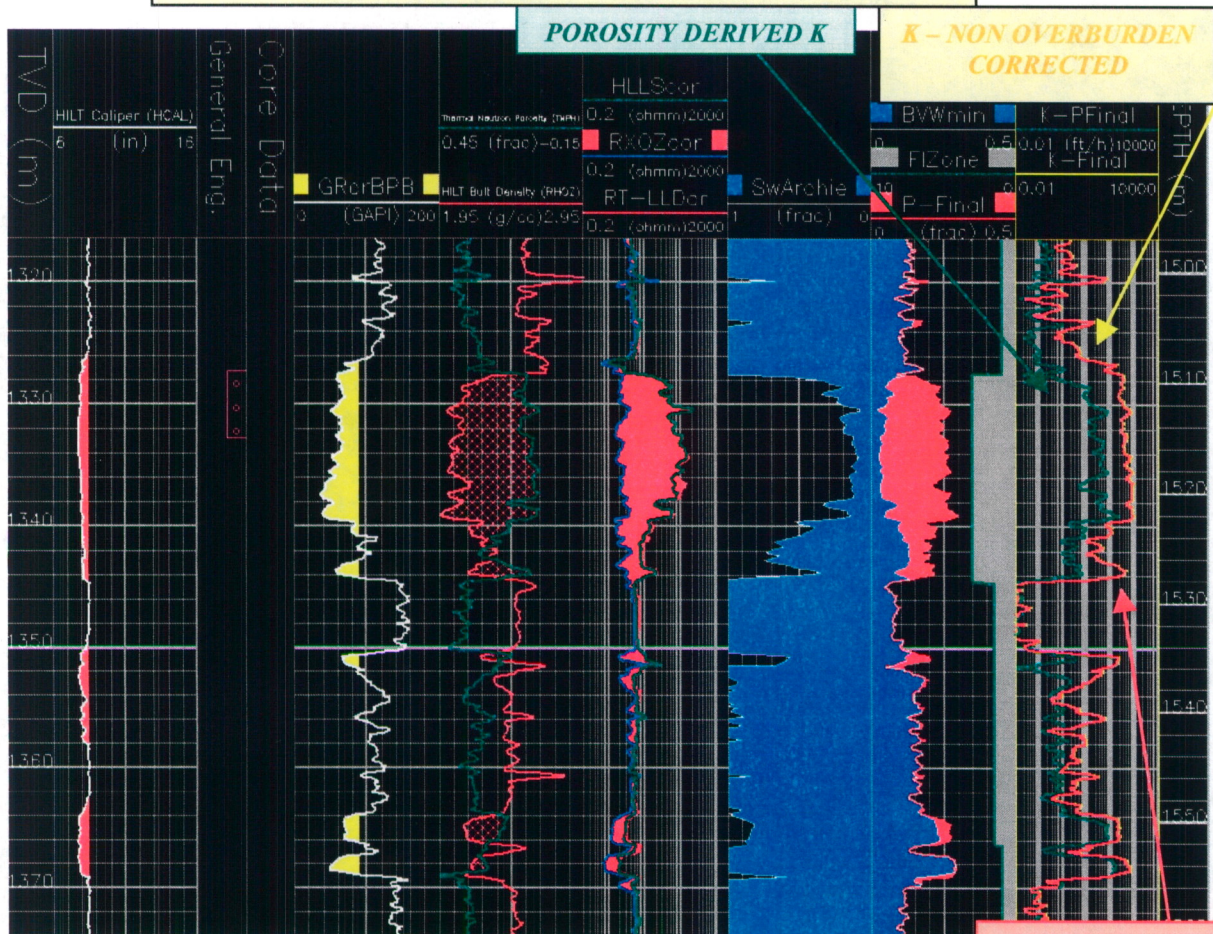 POROSITY DERIVED K
K – NON OVERBURDEN
CORRECTED
TVD (m)
HILT Caliper (HCAL)
6 (in) 16
General Eng.
Core Data
GRcrBPB
0 (GAPI) 200
Thermal Neutron Porosity (TNPH)
0.45 (frac) -0.15
HILT Bulk Density (RHOZ)
1.95 (g/cc) 2.95
HLLScor
0.2 (ohmm) 2000
RXOZcor
0.2 (ohmm) 2000
RT-LLDcr
0.2 (ohmm) 2000
SwArchie
1 (frac) 0
BVWmin
0.5
FIZone
10 0
P-Final
0 (frac) 0.5
K-PFinal
0.01 (ft/h) 10000
K-Final
0.01 10000
1320
1330
1340
1350
1360
1370
1500
1510
1520
1530
1540
1550